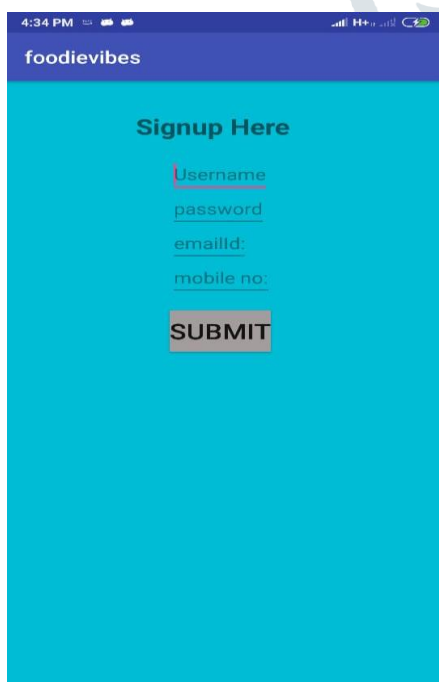 4:34 PM H+
foodievibes
Signup Here
Username
password
emailId:
mobile no:
SUBMIT